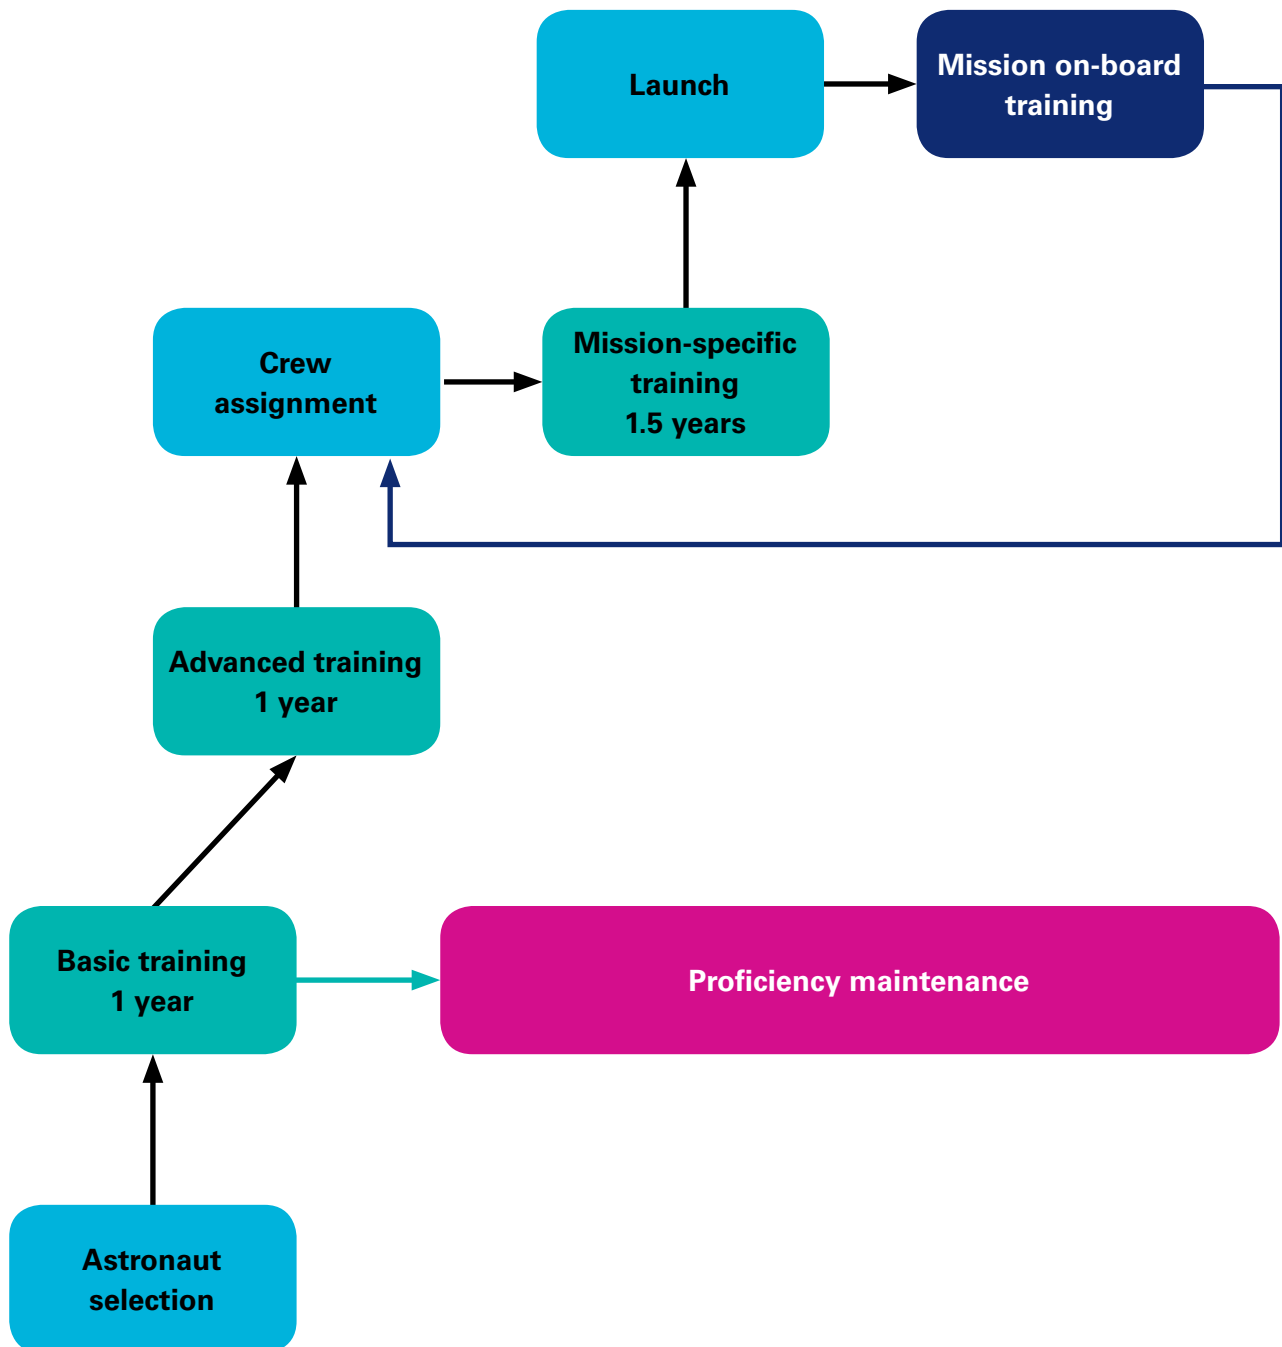 Launch
Mission on-board
training
Crew
assignment
Mission-specific
training
1.5 years
Advanced training
1 year
Basic training
1 year
Proficiency maintenance
Astronaut
selection